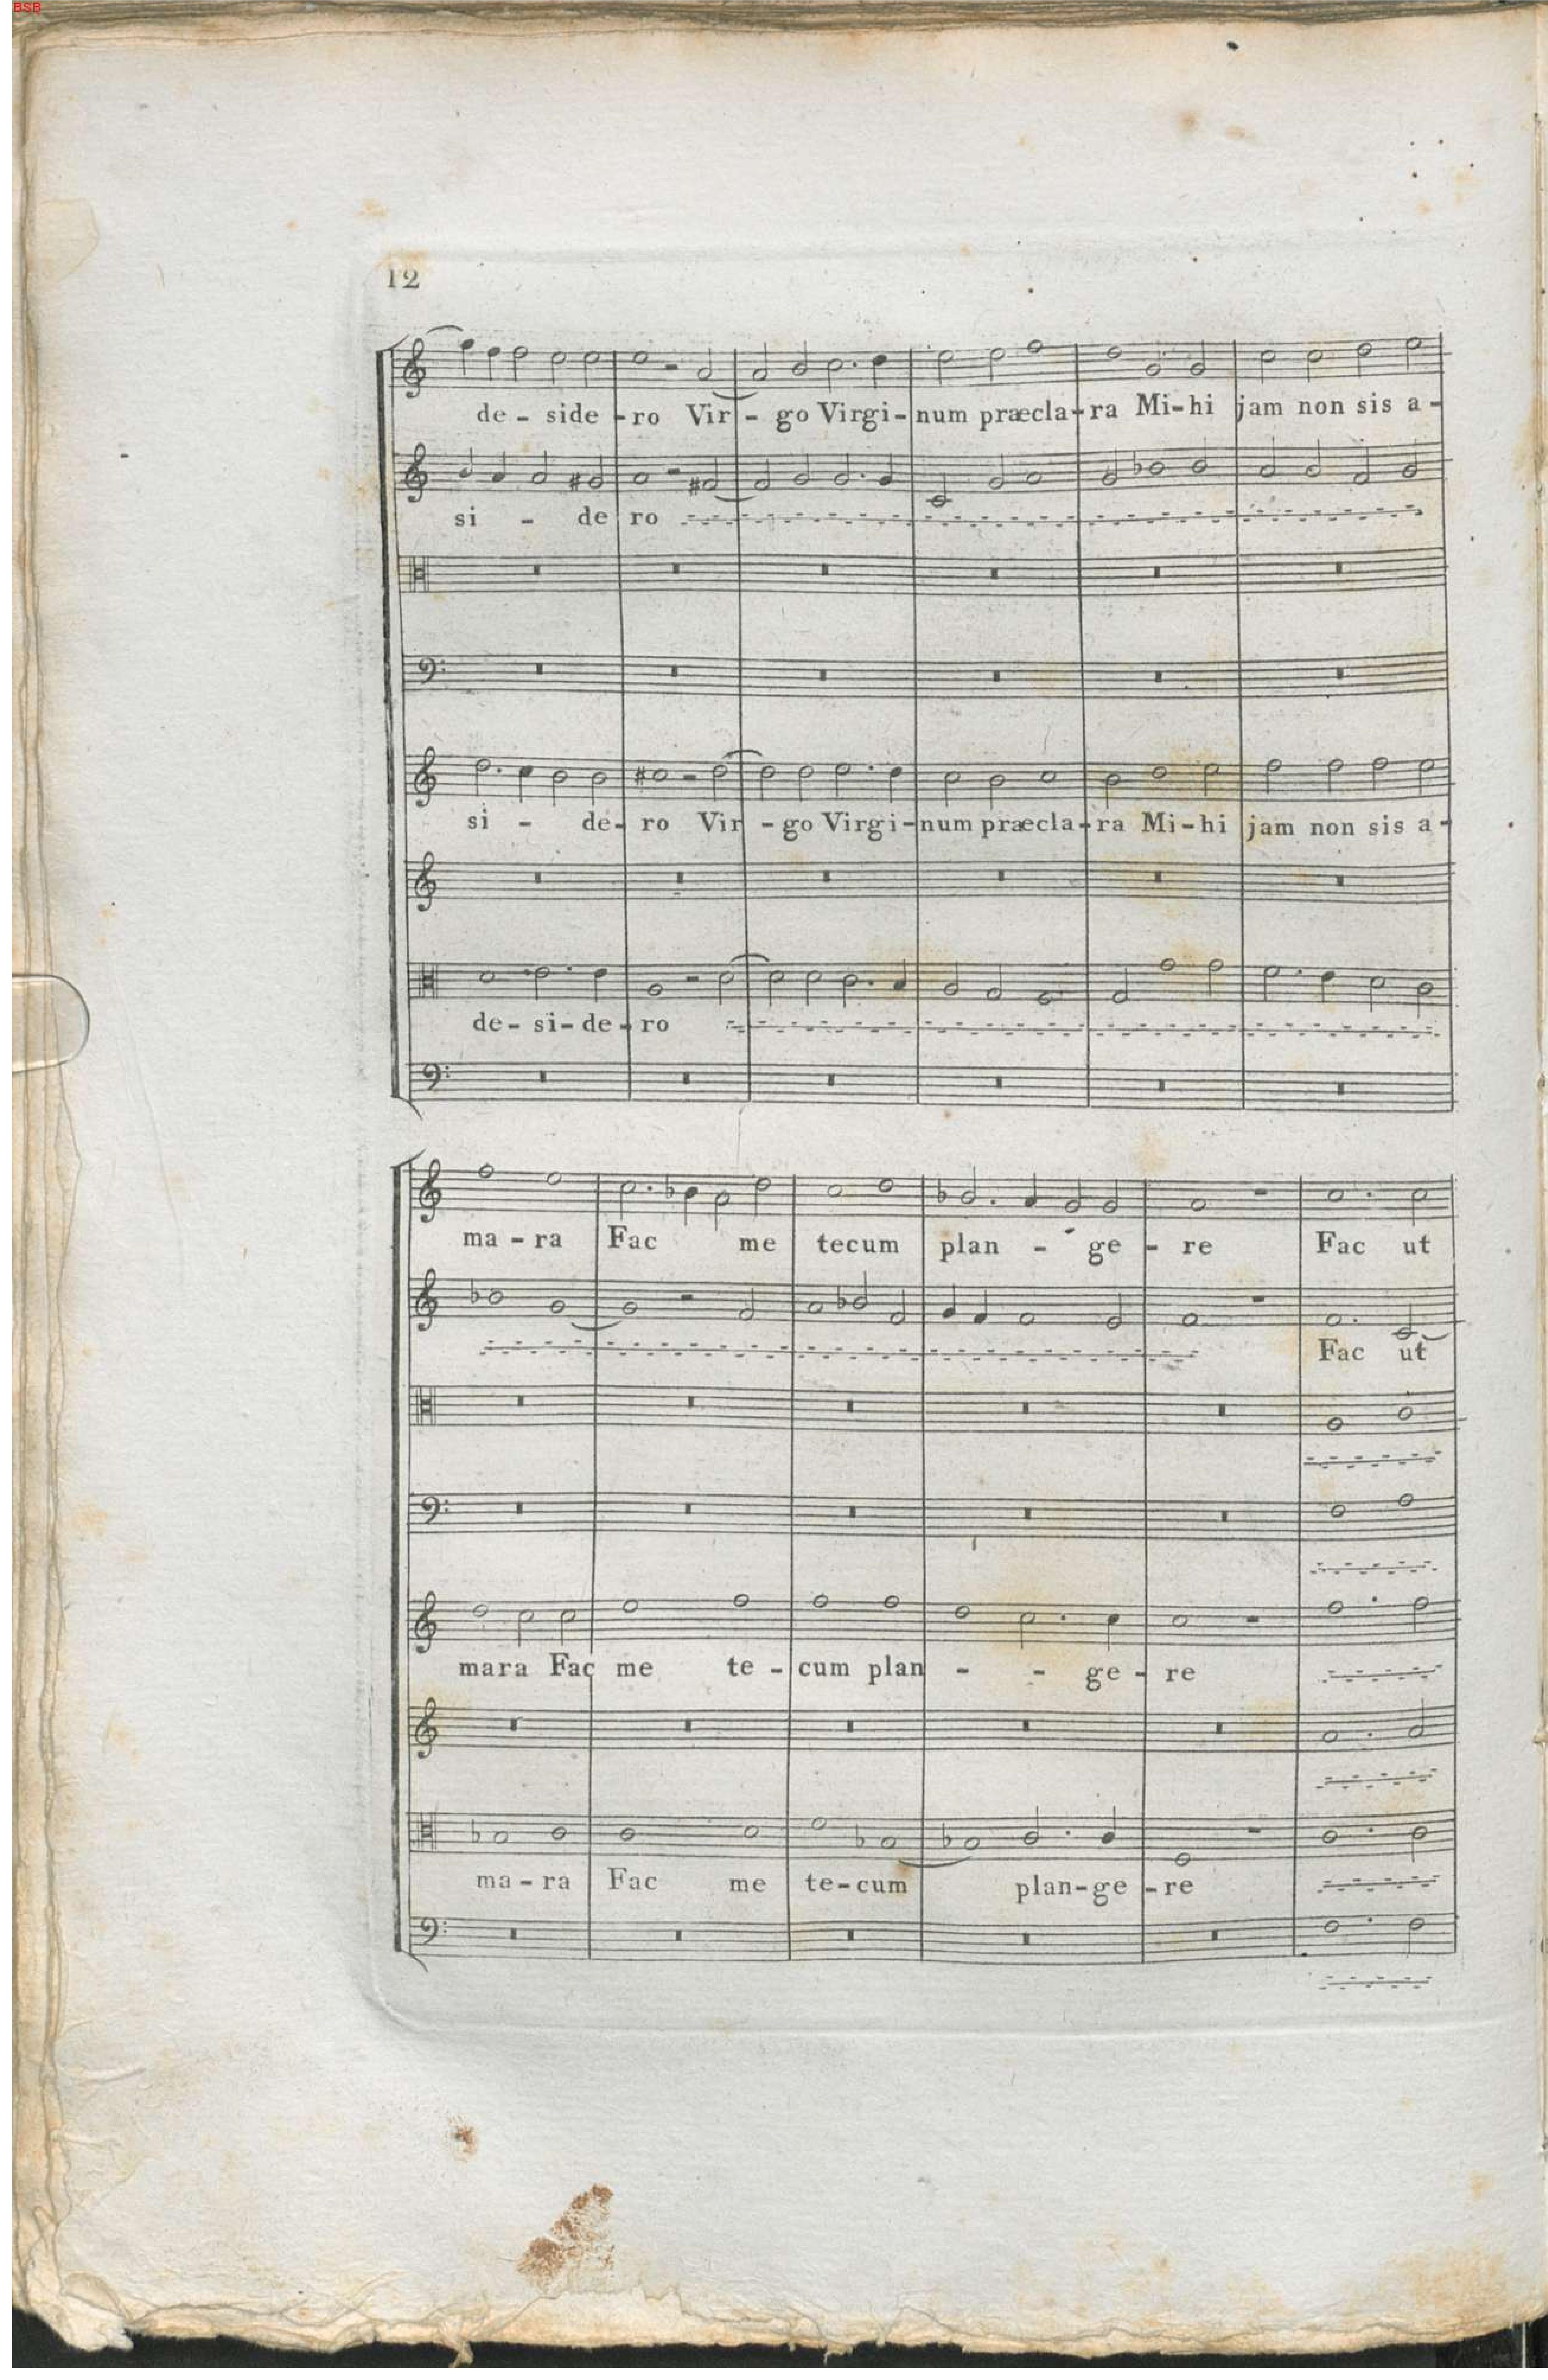 BSB
12
de - side - ro Vir - go Virgi - num præcla - ra Mi - hi jam non sis a -
si - de ro
si - de - ro Vir - go Virgi - num præcla - ra Mi - hi jam non sis a -
de - si - de - ro
ma - ra Fac me tecum plan - ge - re Fac ut
Fac ut
mara Fac me te - cum plan - - ge - re
ma - ra Fac me te - cum plan - ge - re